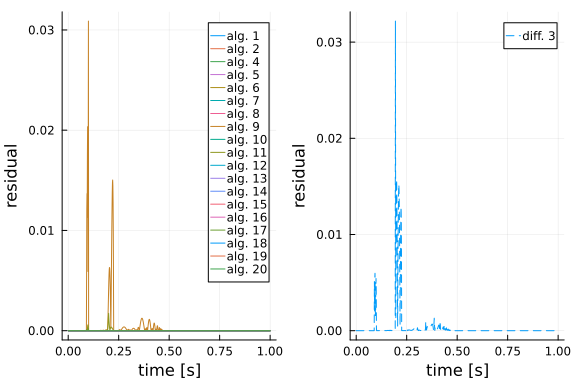 0.03
0.02
0.01
0.00
residual
0.00 0.25 0.50 0.75 1.00
time [s]
alg. 1
alg. 2
alg. 4
alg. 5
alg. 6
alg. 7
alg. 8
alg. 9
alg. 10
alg. 11
alg. 12
alg. 13
alg. 14
alg. 15
alg. 16
alg. 17
alg. 18
alg. 19
alg. 20
0.03
0.02
0.01
0.00
residual
0.00 0.25 0.50 0.75 1.00
time [s]
diff. 3